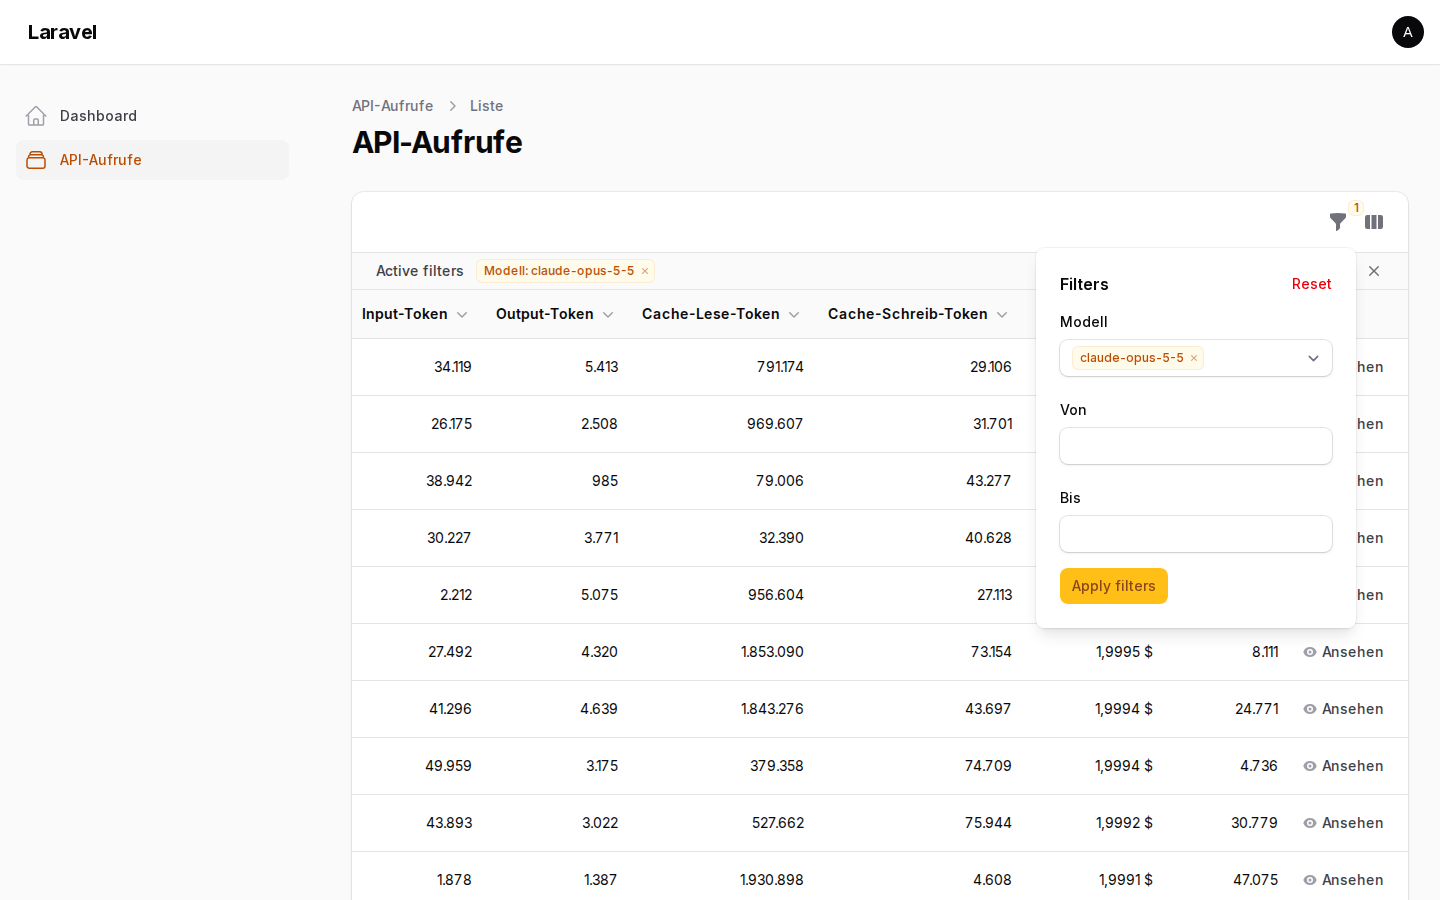 Laravel
A
Dashboard
API-Aufrufe
API-Aufrufe Liste
API-Aufrufe
1
Active filters Modell: claude-opus-5-5
Input-Token Output-Token Cache-Lese-Token Cache-Schreib-Token
34.119 5.413 791.174 29.106 hen
26.175 2.508 969.607 31.701 hen
38.942 985 79.006 43.277 hen
30.227 3.771 32.390 40.628 hen
2.212 5.075 956.604 27.113 hen
27.492 4.320 1.853.090 73.154 1,9995 $ 8.111 Ansehen
41.296 4.639 1.843.276 43.697 1,9994 $ 24.771 Ansehen
49.959 3.175 379.358 74.709 1,9994 $ 4.736 Ansehen
43.893 3.022 527.662 75.944 1,9992 $ 30.779 Ansehen
1.878 1.387 1.930.898 4.608 1,9991 $ 47.075 Ansehen
Filters Reset
Modell
claude-opus-5-5
Von
Bis
Apply filters